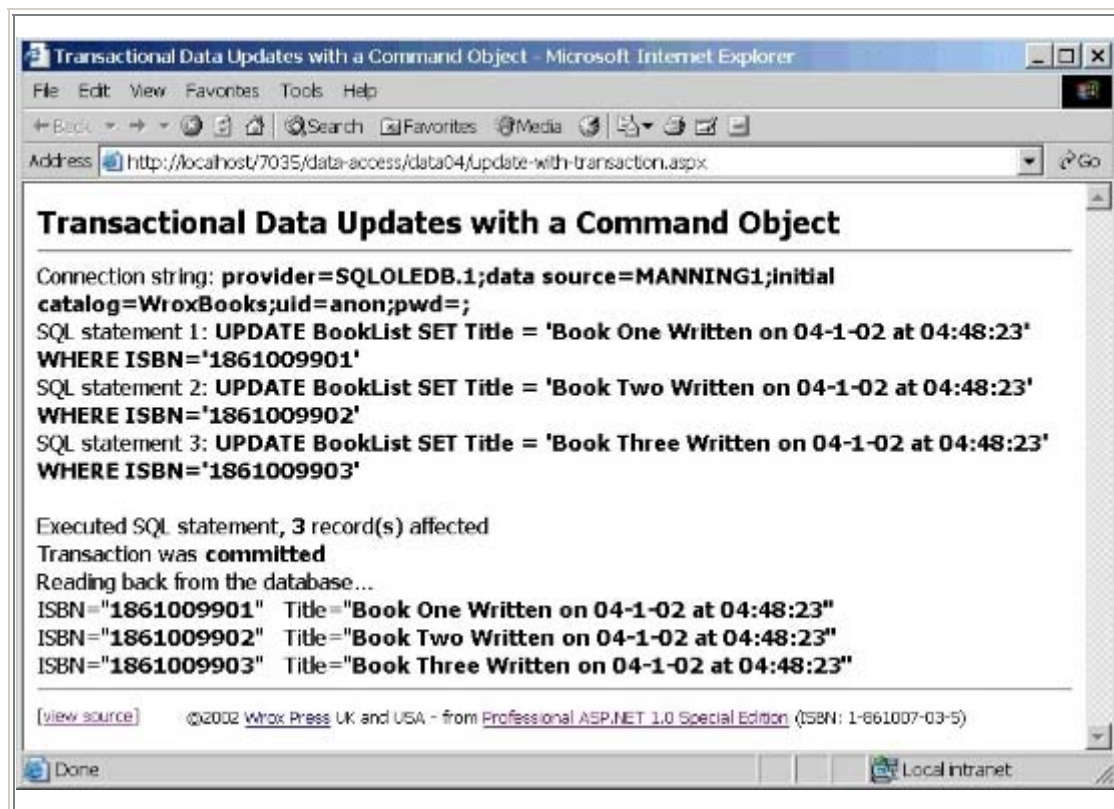 Transactional Data Updates with a Command Object - Microsoft Internet Explorer
File Edit View Favorites Tools Help
Back Search Favorites Media
Address http://localhost/7035/data-access/data04/update-with-transaction.aspx Go
Transactional Data Updates with a Command Object
Connection string: provider=SQLOLEDB.1;data source=MANNING1;initial
catalog=WroxBooks;uid=anon;pwd=;
SQL statement 1: UPDATE BookList SET Title = 'Book One Written on 04-1-02 at 04:48:23'
WHERE ISBN='1861009901'
SQL statement 2: UPDATE BookList SET Title = 'Book Two Written on 04-1-02 at 04:48:23'
WHERE ISBN='1861009902'
SQL statement 3: UPDATE BookList SET Title = 'Book Three Written on 04-1-02 at 04:48:23'
WHERE ISBN='1861009903'
Executed SQL statement, 3 record(s) affected
Transaction was committed
Reading back from the database...
ISBN="1861009901" Title="Book One Written on 04-1-02 at 04:48:23"
ISBN="1861009902" Title="Book Two Written on 04-1-02 at 04:48:23"
ISBN="1861009903" Title="Book Three Written on 04-1-02 at 04:48:23"
[view source] ©2002 Wrox Press UK and USA - from Professional ASP.NET 1.0 Special Edition (ISBN: 1-861007-03-5)
Done Local intranet